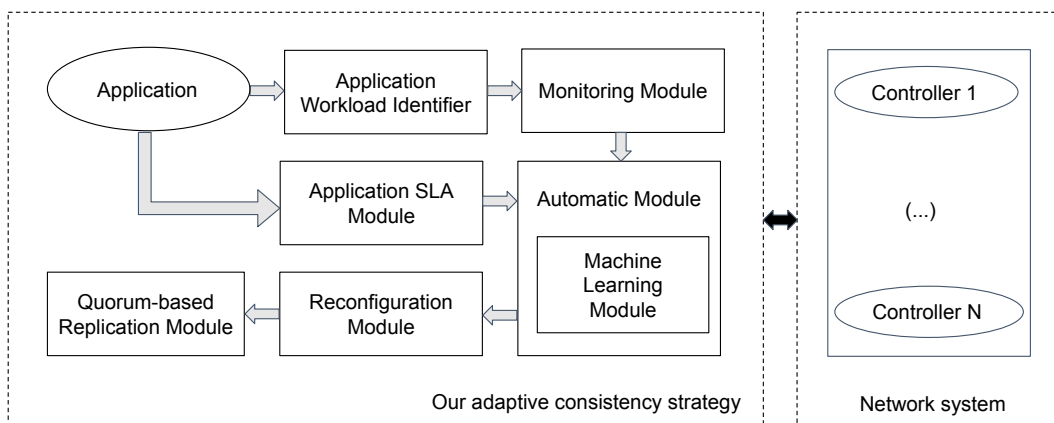 Application
Application
Workload Identifier
Monitoring Module
Application SLA
Module
Automatic Module
Machine
Learning
Module
Quorum-based
Replication Module
Reconfiguration
Module
Our adaptive consistency strategy
Controller 1
(...)
Controller N
Network system